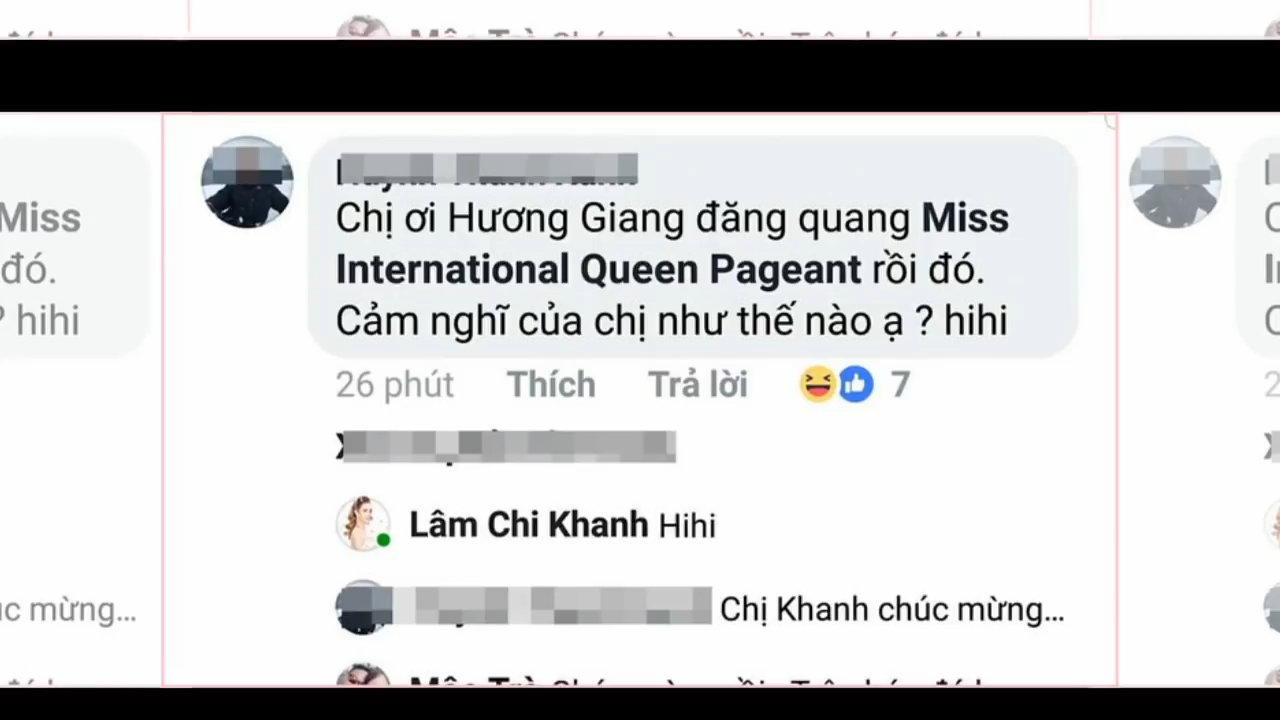 Chị ơi Hương Giang đăng quang Miss
International Queen Pageant rồi đó.
Cảm nghĩ của chị như thế nào ạ ? hihi
26 phút Thích Trả lời 7
Lâm Chi Khanh Hihi
Chị Khanh chúc mừng...
Miss
đó.
? hihi
mừng...